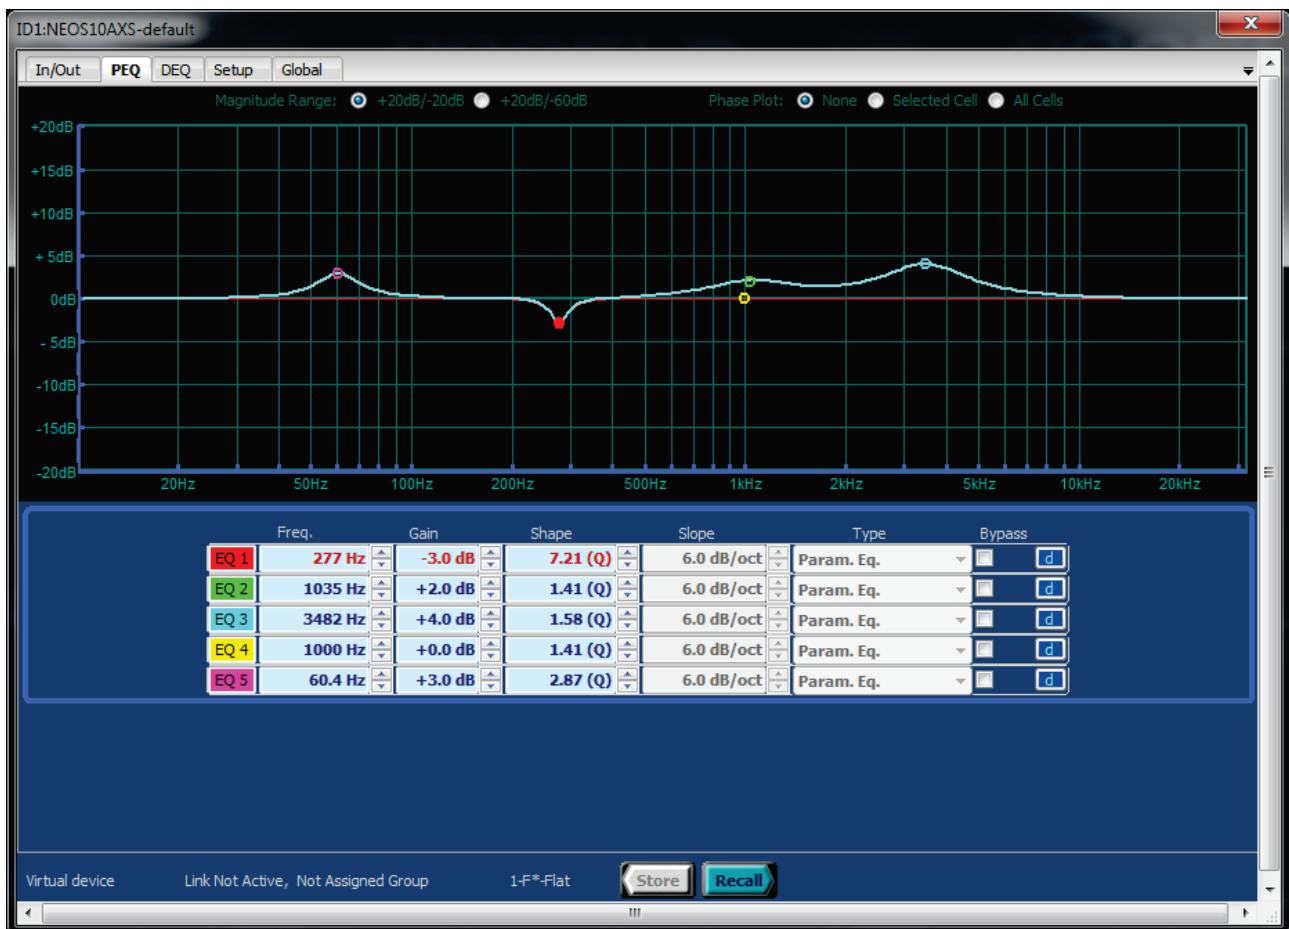 ID1:NEOS10AXS-default
In/Out PEQ DEQ Setup Global
Magnitude Range: +20dB/-20dB +20dB/-60dB Phase Plot: None Selected Cell All Cells
+20dB
+15dB
+10dB
+ 5dB
0dB
- 5dB
-10dB
-15dB
-20dB
20Hz 50Hz 100Hz 200Hz 500Hz 1kHz 2kHz 5kHz 10kHz 20kHz
Freq. Gain Shape Slope Type Bypass
EQ 1 277 Hz -3.0 dB 7.21 (Q) 6.0 dB/oct Param. Eq. d
EQ 2 1035 Hz +2.0 dB 1.41 (Q) 6.0 dB/oct Param. Eq. d
EQ 3 3482 Hz +4.0 dB 1.58 (Q) 6.0 dB/oct Param. Eq. d
EQ 4 1000 Hz +0.0 dB 1.41 (Q) 6.0 dB/oct Param. Eq. d
EQ 5 60.4 Hz +3.0 dB 2.87 (Q) 6.0 dB/oct Param. Eq. d
Virtual device Link Not Active, Not Assigned Group 1-F*-Flat Store Recall